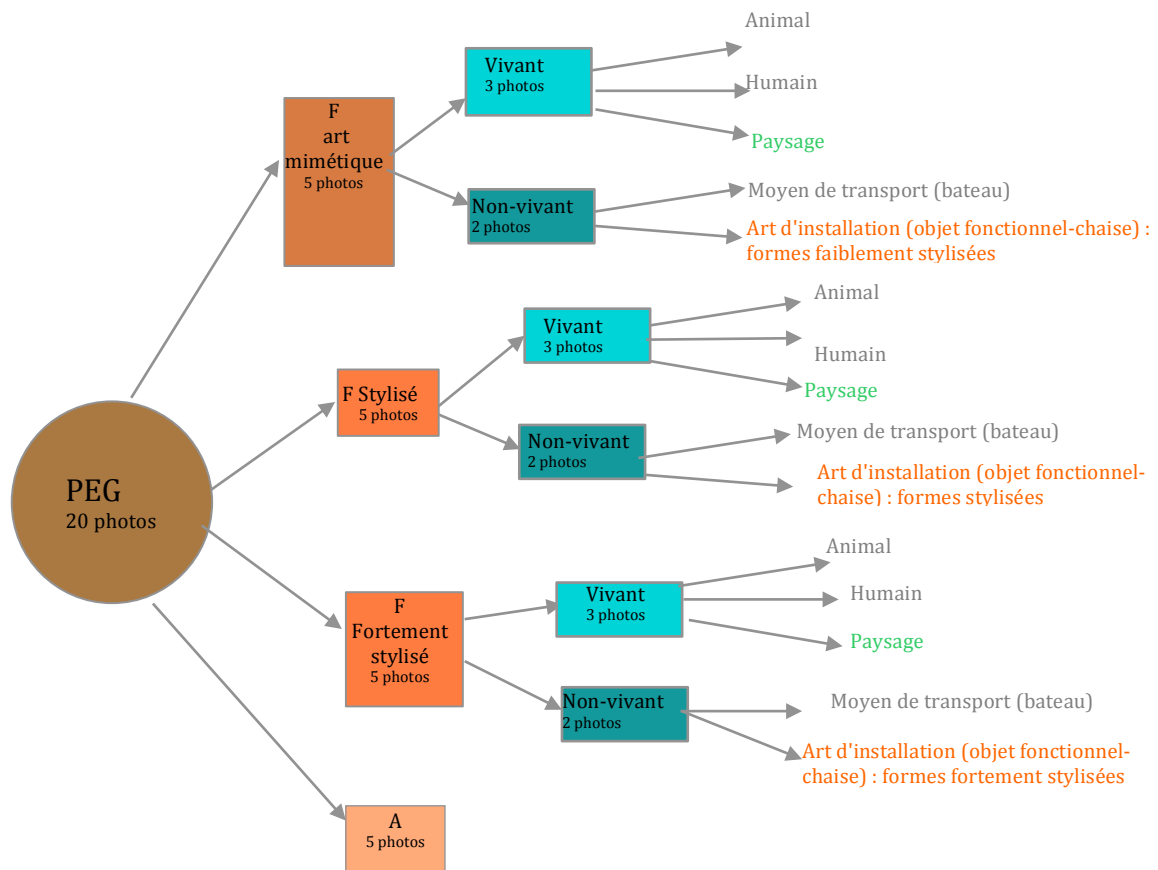 PEG
20 photos
F
art
mimétique
5 photos
Vivant
3 photos
Animal
Humain
Paysage
Non-vivant
2 photos
Moyen de transport (bateau)
Art d'installation (objet fonctionnel-chaise) :
formes faiblement stylisées
F Stylisé
5 photos
Vivant
3 photos
Animal
Humain
Paysage
Non-vivant
2 photos
Moyen de transport (bateau)
Art d'installation (objet fonctionnel-
chaise) : formes stylisées
F
Fortement
stylisé
5 photos
Vivant
3 photos
Animal
Humain
Paysage
Non-vivant
2 photos
Moyen de transport (bateau)
Art d'installation (objet fonctionnel-
chaise) : formes fortement stylisées
A
5 photos